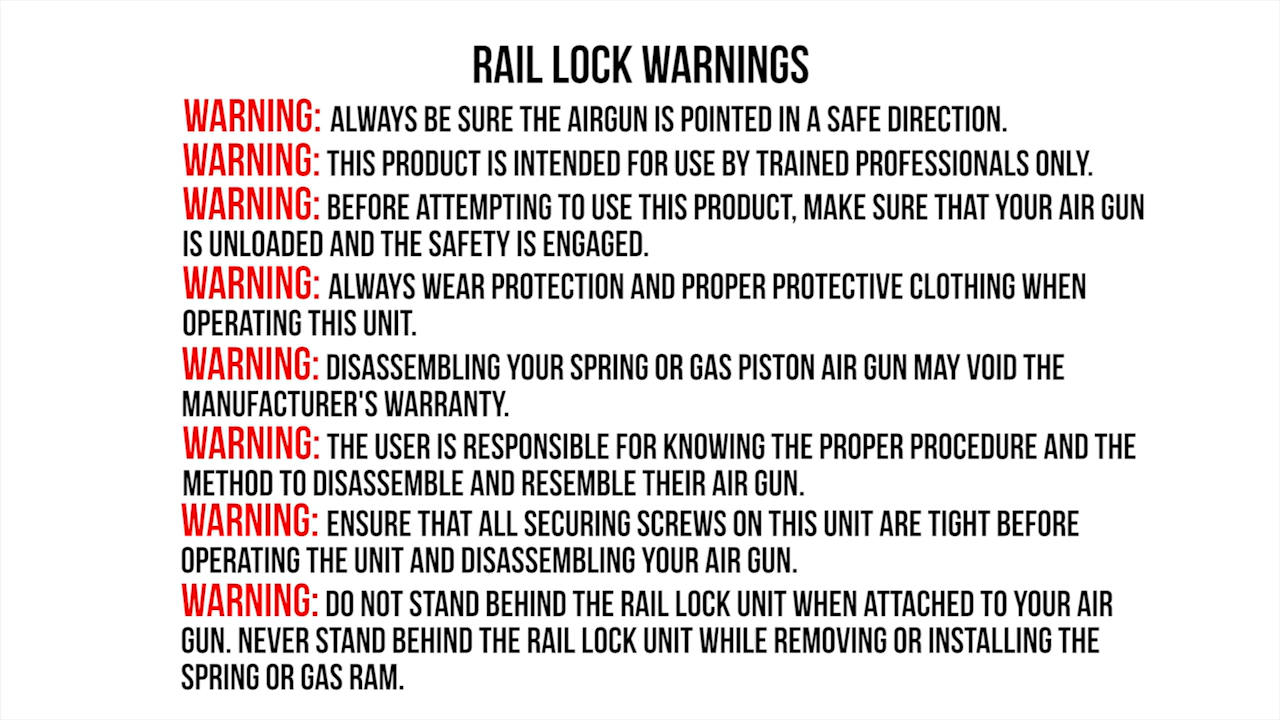 RAIL LOCK WARNINGS
WARNING: ALWAYS BE SURE THE AIRGUN IS POINTED IN A SAFE DIRECTION.
WARNING: THIS PRODUCT IS INTENDED FOR USE BY TRAINED PROFESSIONALS ONLY.
WARNING: BEFORE ATTEMPTING TO USE THIS PRODUCT, MAKE SURE THAT YOUR AIR GUN
IS UNLOADED AND THE SAFETY IS ENGAGED.
WARNING: ALWAYS WEAR PROTECTION AND PROPER PROTECTIVE CLOTHING WHEN
OPERATING THIS UNIT.
WARNING: DISASSEMBLING YOUR SPRING OR GAS PISTON AIR GUN MAY VOID THE
MANUFACTURER'S WARRANTY.
WARNING: THE USER IS RESPONSIBLE FOR KNOWING THE PROPER PROCEDURE AND THE
METHOD TO DISASSEMBLE AND RESEMBLE THEIR AIR GUN.
WARNING: ENSURE THAT ALL SECURING SCREWS ON THIS UNIT ARE TIGHT BEFORE
OPERATING THE UNIT AND DISASSEMBLING YOUR AIR GUN.
WARNING: DO NOT STAND BEHIND THE RAIL LOCK UNIT WHEN ATTACHED TO YOUR AIR
GUN. NEVER STAND BEHIND THE RAIL LOCK UNIT WHILE REMOVING OR INSTALLING THE
SPRING OR GAS RAM.